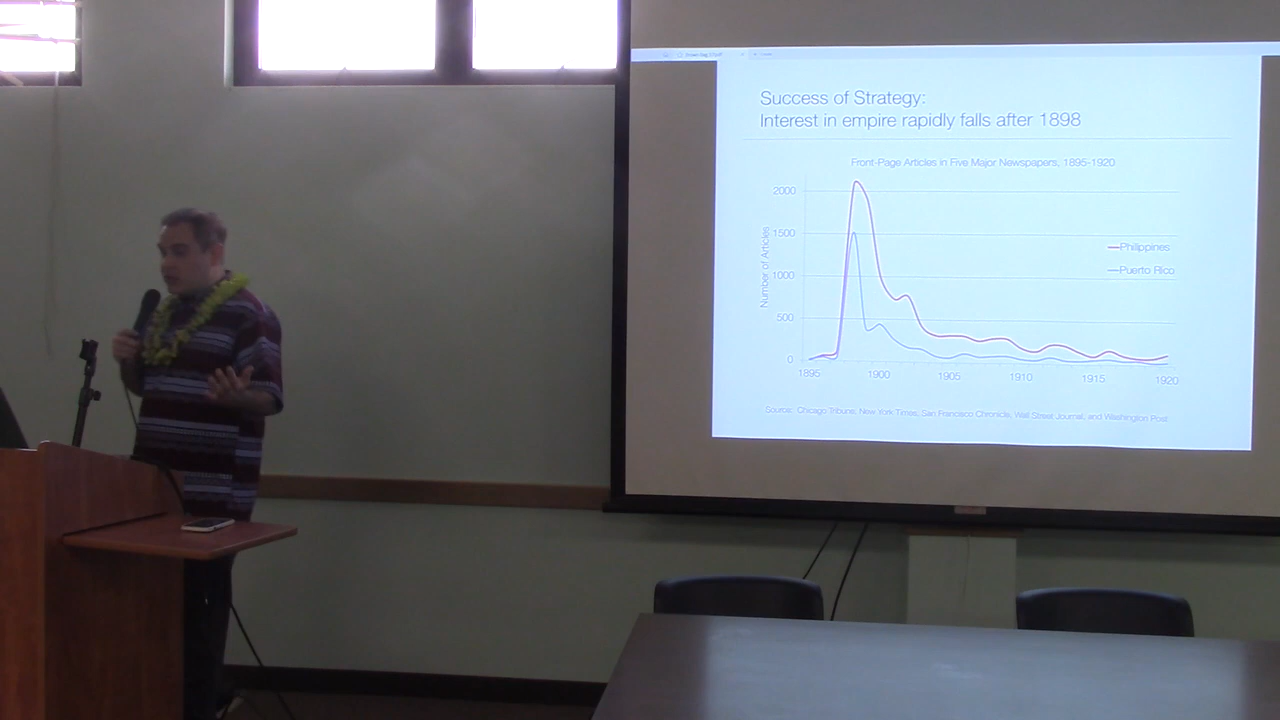 Success of Strategy:
Interest in empire rapidly falls after 1898
Front-Page Articles in Five Major Newspapers, 1895-1920
Number of Articles
2000
1500
1000
500
0
Philippines
Puerto Rico
1895
1900
1905
1910
1915
1920
Source: Chicago Tribune, New York Times, San Francisco Chronicle, Wall Street Journal, and Washington Post